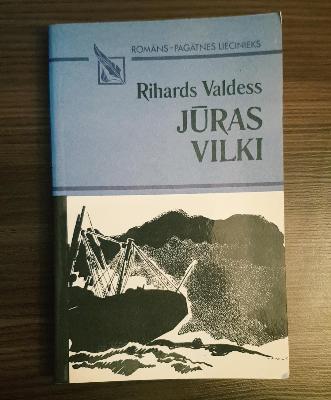 ROMĀNS-PAGĀTNES LIECINIEKS
Rihards Valdess
JŪRAS
VILKI